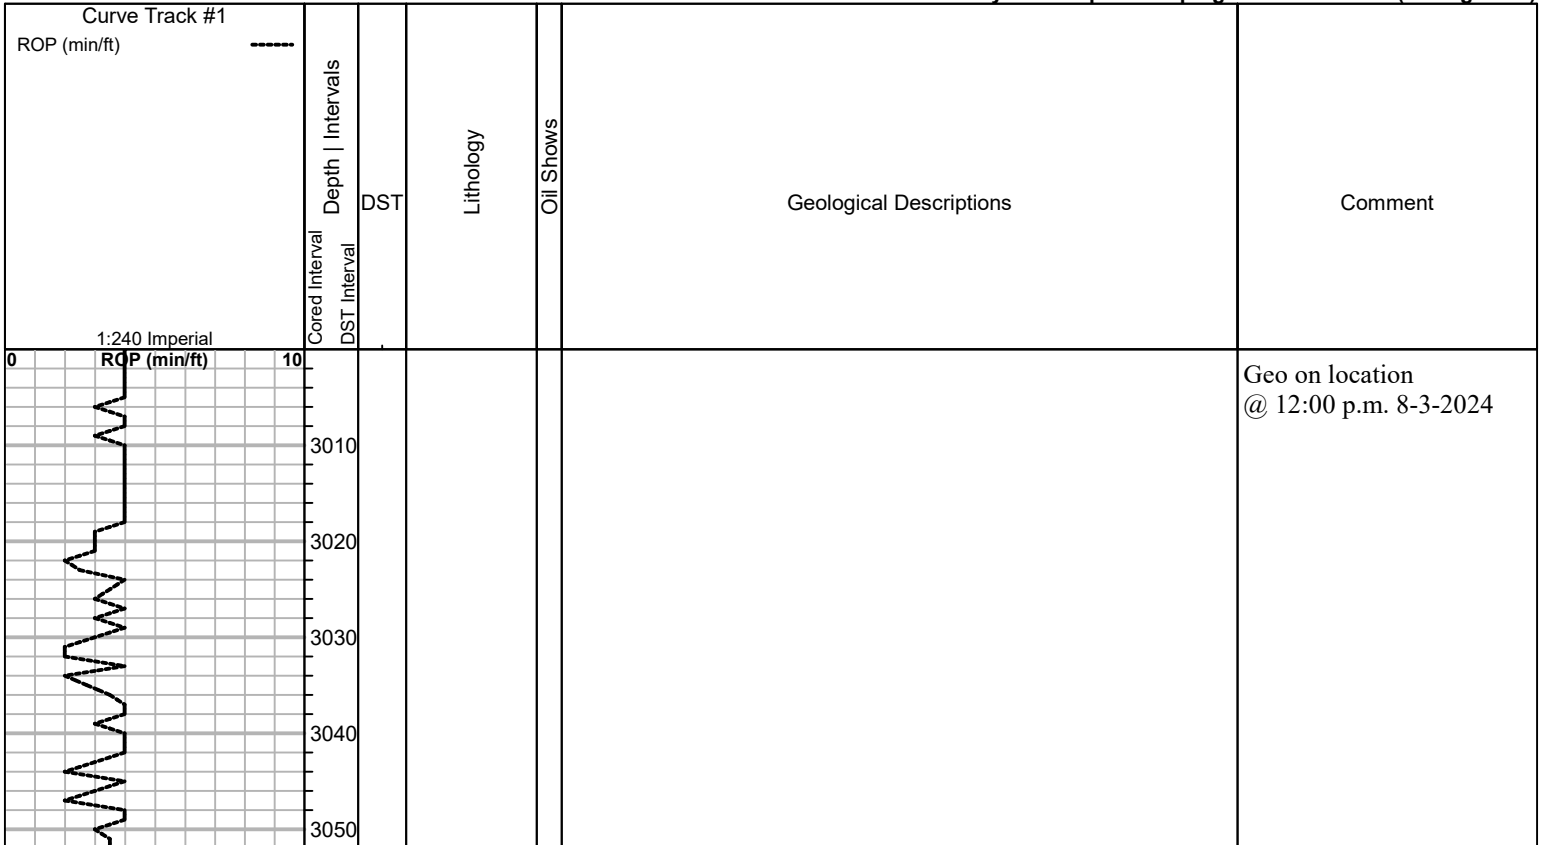 Curve Track #1
ROP (min/ft)
1:240 Imperial
Depth | Intervals
Cored Interval
DST Interval
DST
Lithology
Oil Shows
Geological Descriptions
Comment
0 ROP (min/ft) 10
Geo on location
@ 12:00 p.m. 8-3-2024
3010
3020
3030
3040
3050